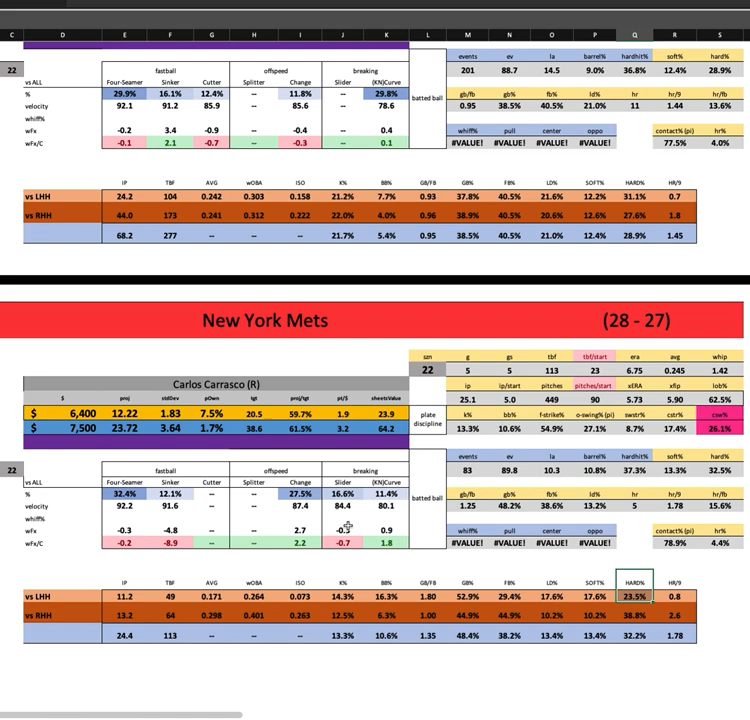 C D E F G H I J K L M N O P Q R S
events ev la barrel% hardhit% soft% hard%
22 fastball offspeed breaking 201 88.7 14.5 9.0% 36.8% 12.4% 28.9%
vs ALL Four-Seamer Sinker Cutter Splitter Change Slider (KN)Curve
% 29.9% 16.1% 12.4% -- 11.8% -- 29.8% batted ball gb/fb gb% fb% ld% hr hr/9 hr/fb
velocity 92.1 91.2 85.9 -- 85.6 -- 78.6 0.95 38.5% 40.5% 21.0% 11 1.44 13.6%
whiff%
wFx -0.2 3.4 -0.9 -- -0.4 -- 0.4 whiff% pull center oppo contact% (pi) hr%
wFx/C -0.1 2.1 -0.7 -- -0.3 -- 0.1 #VALUE! #VALUE! #VALUE! #VALUE! 77.5% 4.0%
IP TBF AVG wOBA ISO K% BB% GB/FB GB% FB% LD% SOFT% HARD% HR/9
vs LHH 24.2 104 0.242 0.303 0.158 21.2% 7.7% 0.93 37.8% 40.5% 21.6% 12.2% 31.1% 0.7
vs RHH 44.0 173 0.241 0.312 0.222 22.0% 4.0% 0.96 38.9% 40.5% 20.6% 12.6% 27.6% 1.8
68.2 277 -- -- -- 21.7% 5.4% 0.95 38.5% 40.5% 21.0% 12.4% 28.9% 1.45
New York Mets (28 - 27)
szn g gs tbf tbf/start era avg whip
22 5 5 113 23 6.75 0.245 1.42
Carlos Carrasco (R) ip ip/start pitches pitches/start xERA xfip lob%
$ proj stdDev pOwn tgt proj/tgt pt/$ sheetsValue 25.1 5.0 449 90 5.73 5.90 62.5%
$ 6,400 12.22 1.83 7.5% 20.5 59.7% 1.9 23.9 plate discipline k% bb% f-strike% o-swing% (pi) swstr% cstr% csw%
$ 7,500 23.72 3.64 1.7% 38.6 61.5% 3.2 64.2 13.3% 10.6% 54.9% 27.1% 8.7% 17.4% 26.1%
events ev la barrel% hardhit% soft% hard%
22 fastball offspeed breaking 83 89.8 10.3 10.8% 37.3% 13.3% 32.5%
vs ALL Four-Seamer Sinker Cutter Splitter Change Slider (KN)Curve
% 32.4% 12.1% -- -- 27.5% 16.6% 11.4% batted ball gb/fb gb% fb% ld% hr hr/9 hr/fb
velocity 92.2 91.6 -- -- 87.4 84.4 80.1 1.25 48.2% 38.6% 13.2% 5 1.78 15.6%
whiff%
wFx -0.3 -4.8 -- -- 2.7 0.9 whiff% pull center oppo contact% (pi) hr%
wFx/C -0.2 -8.9 -- -- 2.2 -0.7 1.8 #VALUE! #VALUE! #VALUE! #VALUE! 78.9% 4.4%
IP TBF AVG wOBA ISO K% BB% GB/FB GB% FB% LD% SOFT% HARD% HR/9
vs LHH 11.2 49 0.171 0.264 0.073 14.3% 16.3% 1.80 52.9% 29.4% 17.6% 17.6% 23.5% 0.8
vs RHH 13.2 64 0.298 0.401 0.263 12.5% 6.3% 1.00 44.9% 44.9% 10.2% 10.2% 38.8% 2.6
24.4 113 -- -- -- 13.3% 10.6% 1.35 48.4% 38.2% 13.4% 13.4% 32.2% 1.78